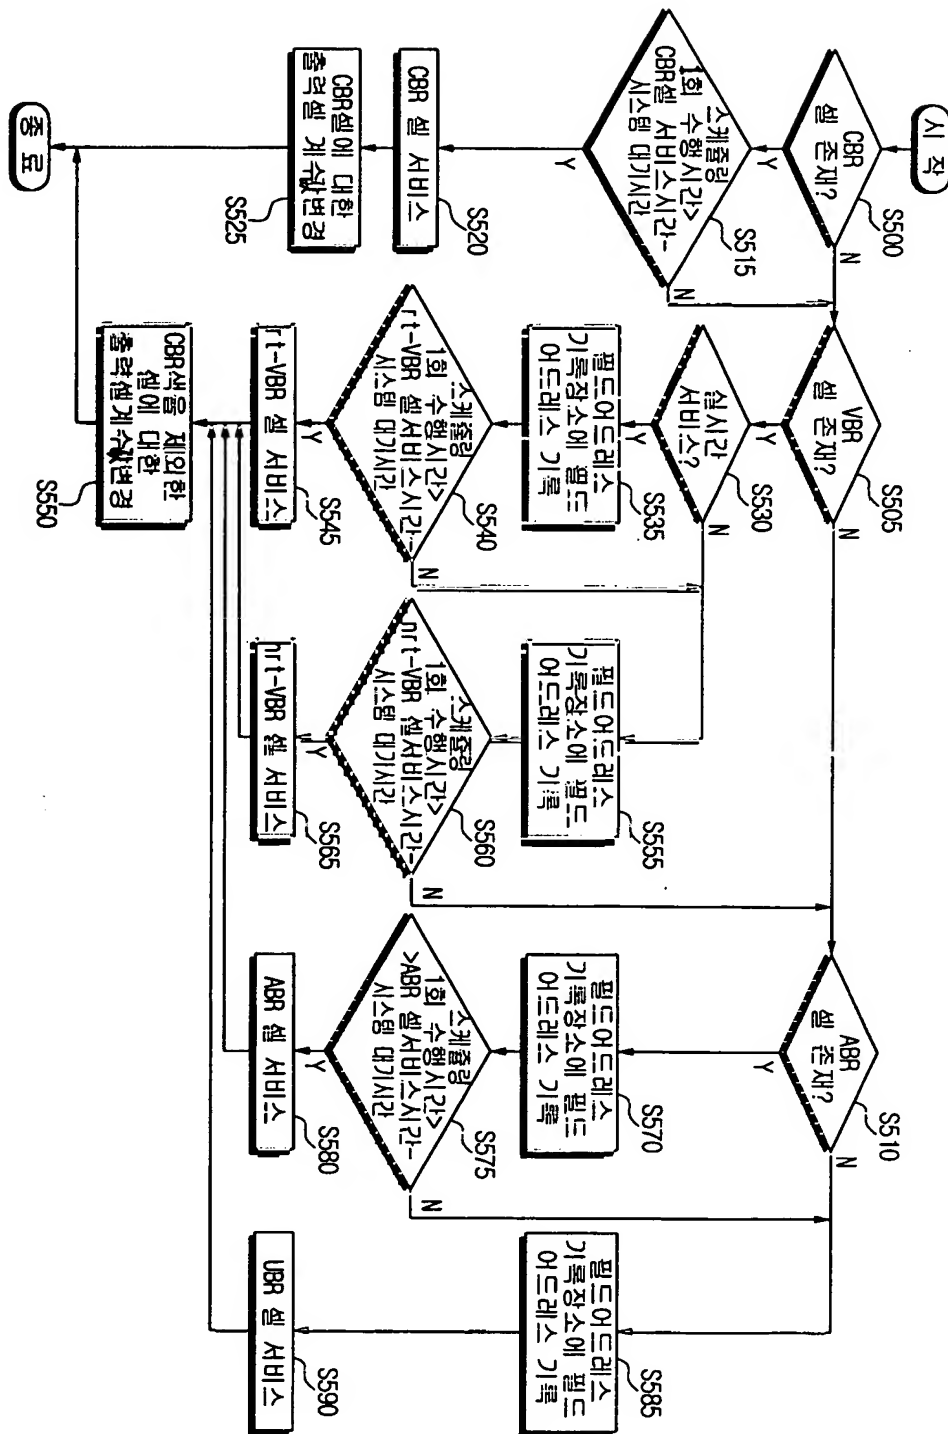 시 작
CBR
셀 존재?
S500
Y
N
스케쥴링
1회 수행시간>
CBR셀 서비스시간-
시스템 대기시간
S515
Y
N
CBR 셀 서비스
S520
CBR셀에 대한
출력셀 계수값변경
S525
종 료
VBR
셀 존재?
S505
Y
N
실시간
서비스?
S530
Y
N
필드어드레스
기록장소에 필드
어드레스 기록
S535
스케쥴링
1회 수행시간>
rt-VBR 셀서비스시간-
시스템 대기시간
S540
Y
N
rt-VBR 셀 서비스
S545
CBR셀을 제외한
셀에 대한
출력셀계수값변경
S550
필드어드레스
기록장소에 필드
어드레스 기록
S555
스케쥴링
1회 수행시간>
nrt-VBR 셀서비스시간-
시스템 대기시간
S560
Y
N
nrt-VBR 셀 서비스
S565
ABR
셀 존재?
S510
Y
N
필드어드레스
기록장소에 필드
어드레스 기록
S570
스케쥴링
1회 수행시간>
>ABR 셀서비스시간-
시스템 대기시간
S575
Y
N
ABR 셀 서비스
S580
필드어드레스
기록장소에 필드
어드레스 기록
S585
UBR 셀 서비스
S590